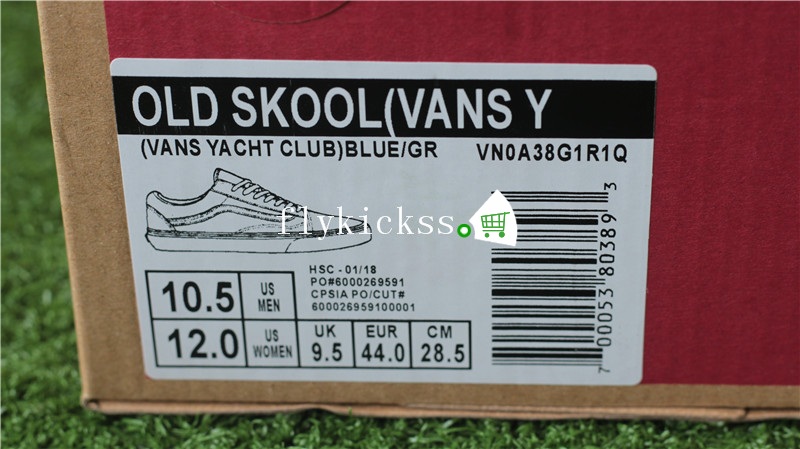 OLD SKOOL(VANS Y
(VANS YACHT CLUB)BLUE/GR VN0A38G1R1Q
flykickss.
HSC - 01/18
PO#6000269591
CPSIA PO/CUT#
600026959100001
10.5 US MEN
12.0 US WOMEN
UK 9.5
EUR 44.0
CM 28.5
7 00053 80389 3